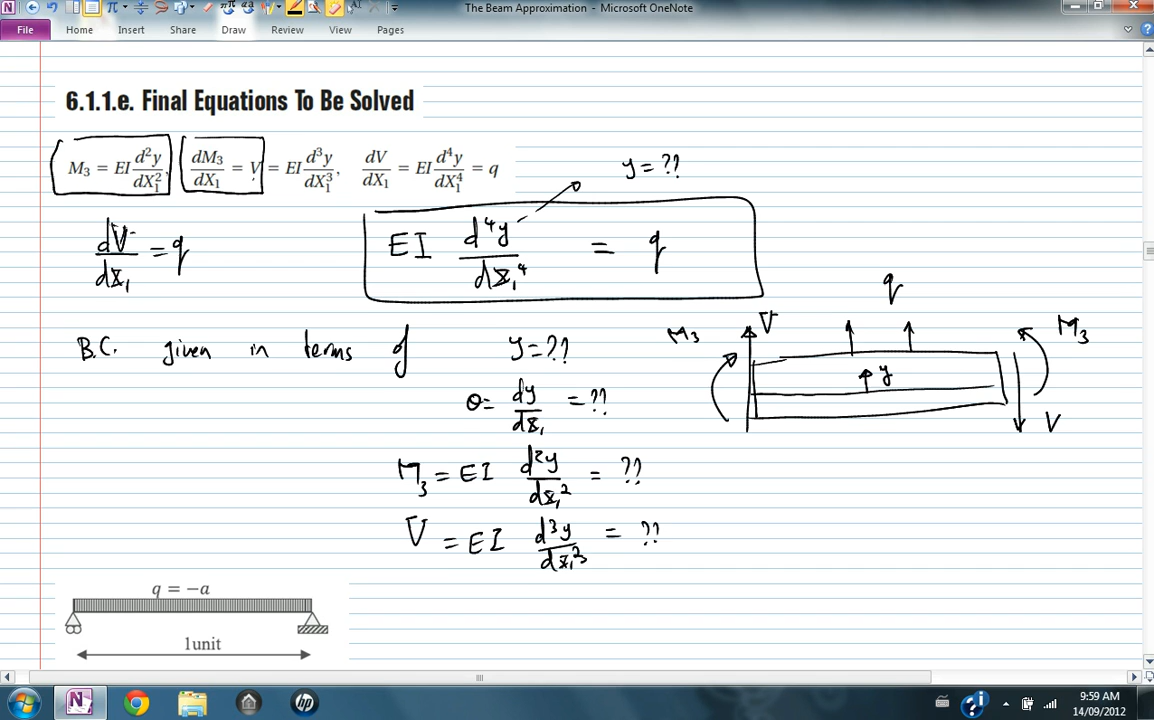 The Beam Approximation - Microsoft OneNote
File Home Insert Share Draw Review View Pages
6.1.1.e. Final Equations To Be Solved
M₃ = EI d²y/dX₁², dM₃/dX₁ = V = EI d³y/dX₁³, dV/dX₁ = EI d⁴y/dX₁⁴ = q
y = ??
dV/dx₁ = q
EI d⁴y/dx₁⁴ = q
q
B.C. given in terms of y = ??
M₃ V M₃
y
θ = dy/dx₁ = ??
V
M₃ = EI d²y/dx₁² = ??
V = EI d³y/dx₁³ = ??
q = −a
1unit
9:59 AM
14/09/2012